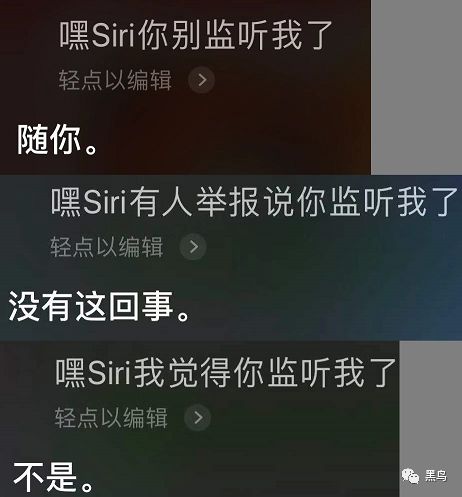 嘿Siri你别监听我了
轻点以编辑
随你。
嘿Siri有人举报说你监听我了
轻点以编辑
没有这回事。
嘿Siri我觉得你监听我了
轻点以编辑
不是。
黑鸟